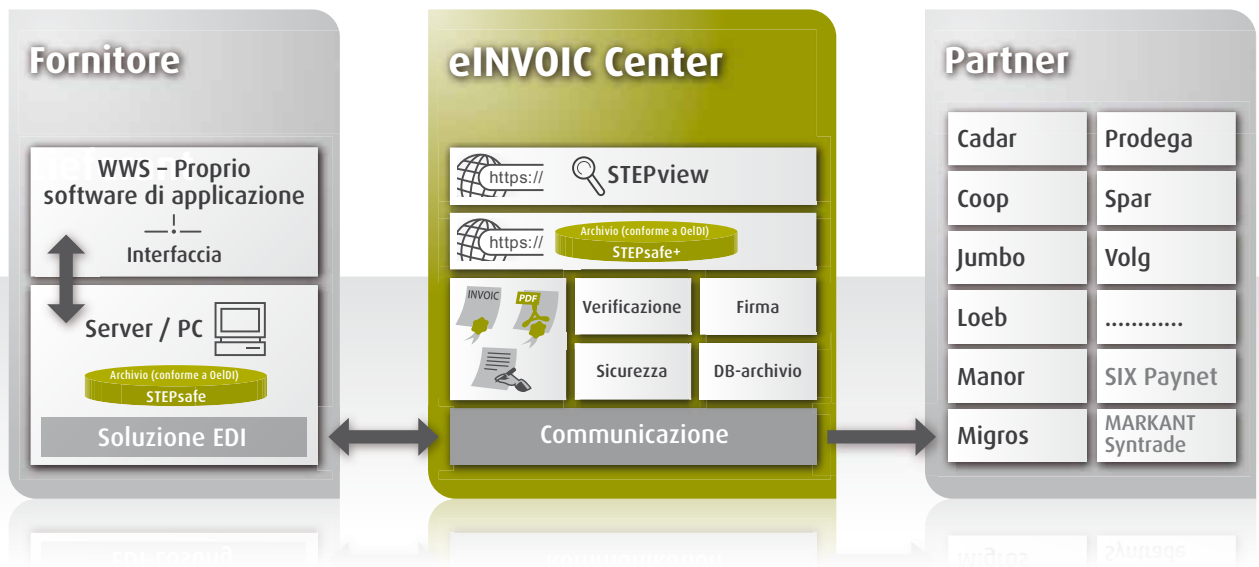 Fornitore
WWS – Proprio
software di applicazione
Interfaccia
Server / PC
Archivio (conforme a OelDI)
STEPsafe
Soluzione EDI
eINVOIC Center
https://
STEPview
https://
Archivio (conforme a OelDI)
STEPsafe+
INVOIC
PDF
Verificazione
Firma
Sicurezza
DB-archivio
Communicazione
Partner
Cadar
Prodega
Coop
Spar
Jumbo
Volg
Loeb
............
Manor
SIX Paynet
Migros
MARKANT
Syntrade